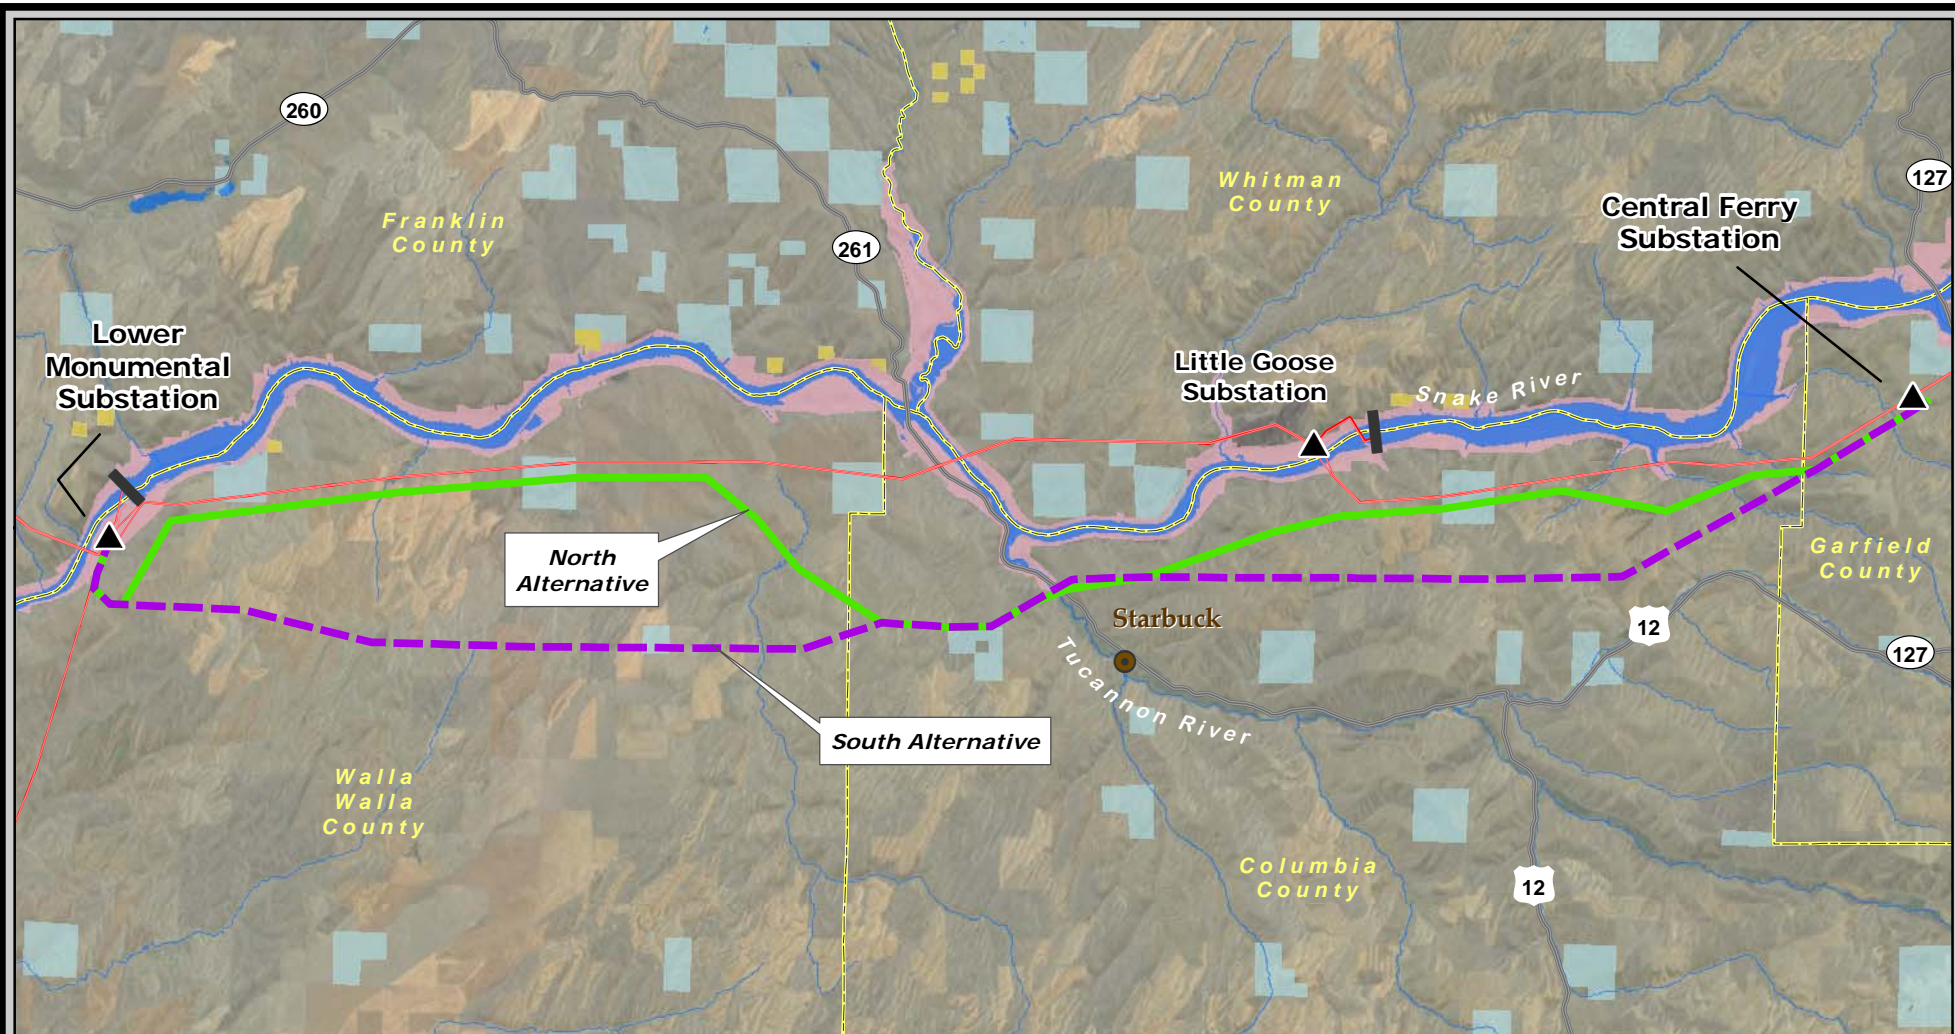 260
Franklin
County
261
Whitman
County
127
Central Ferry
Substation
Lower
Monumental
Substation
Little Goose
Substation
Snake River
North
Alternative
Garfield
County
Starbuck
12
127
Tucannon River
South Alternative
Walla
Walla
County
Columbia
County
12